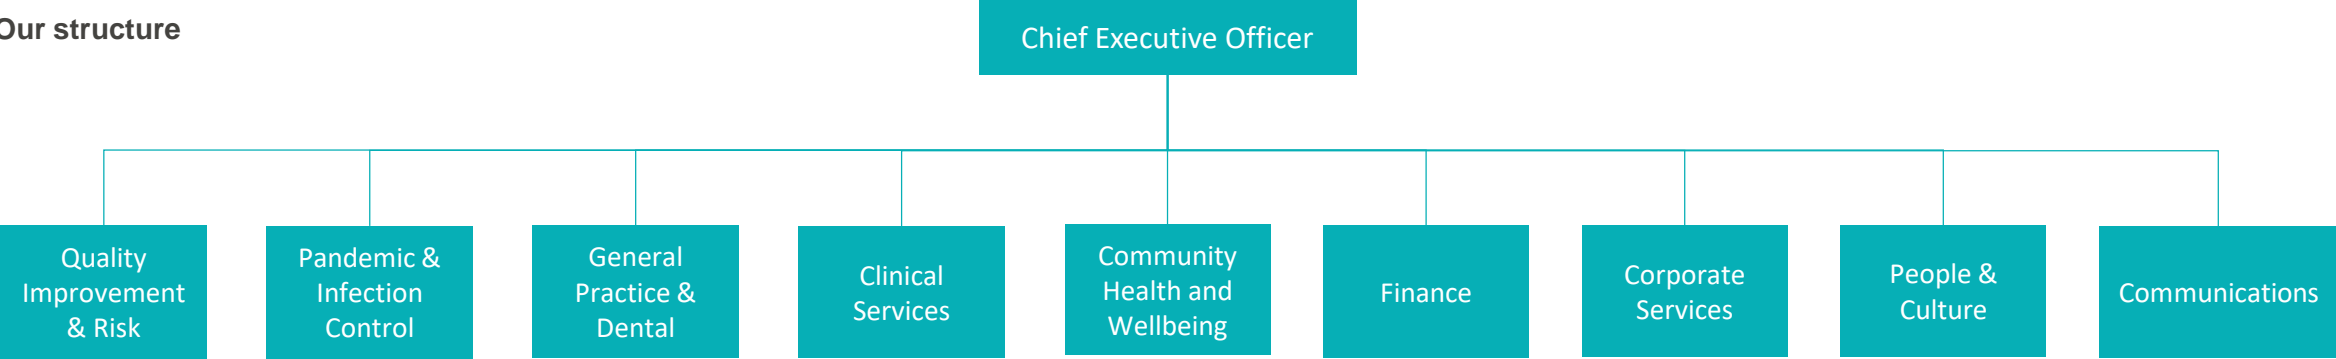 Our structure
Chief Executive Officer
Quality
Improvement
& Risk
Pandemic &
Infection
Control
General
Practice &
Dental
Clinical
Services
Community
Health and
Wellbeing
Finance
Corporate
Services
People &
Culture
Communications